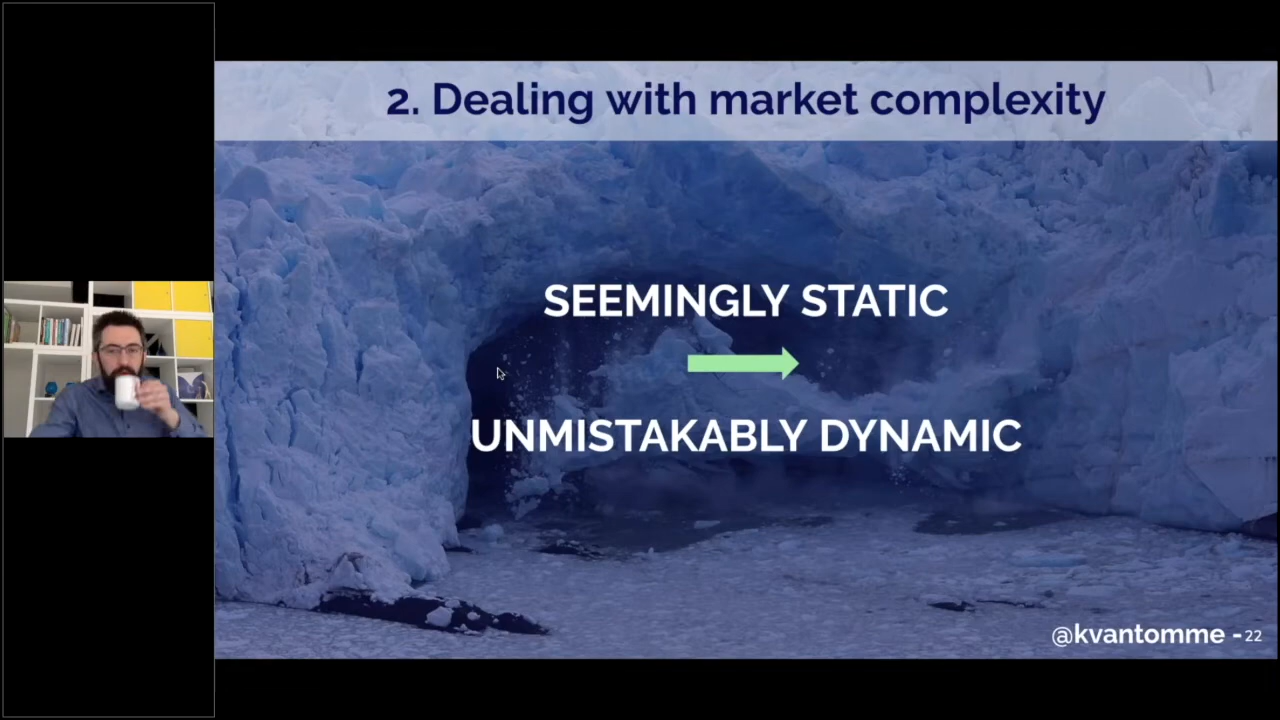 2. Dealing with market complexity
SEEMINGLY STATIC
UNMISTAKABLY DYNAMIC
@kvantomme - 22